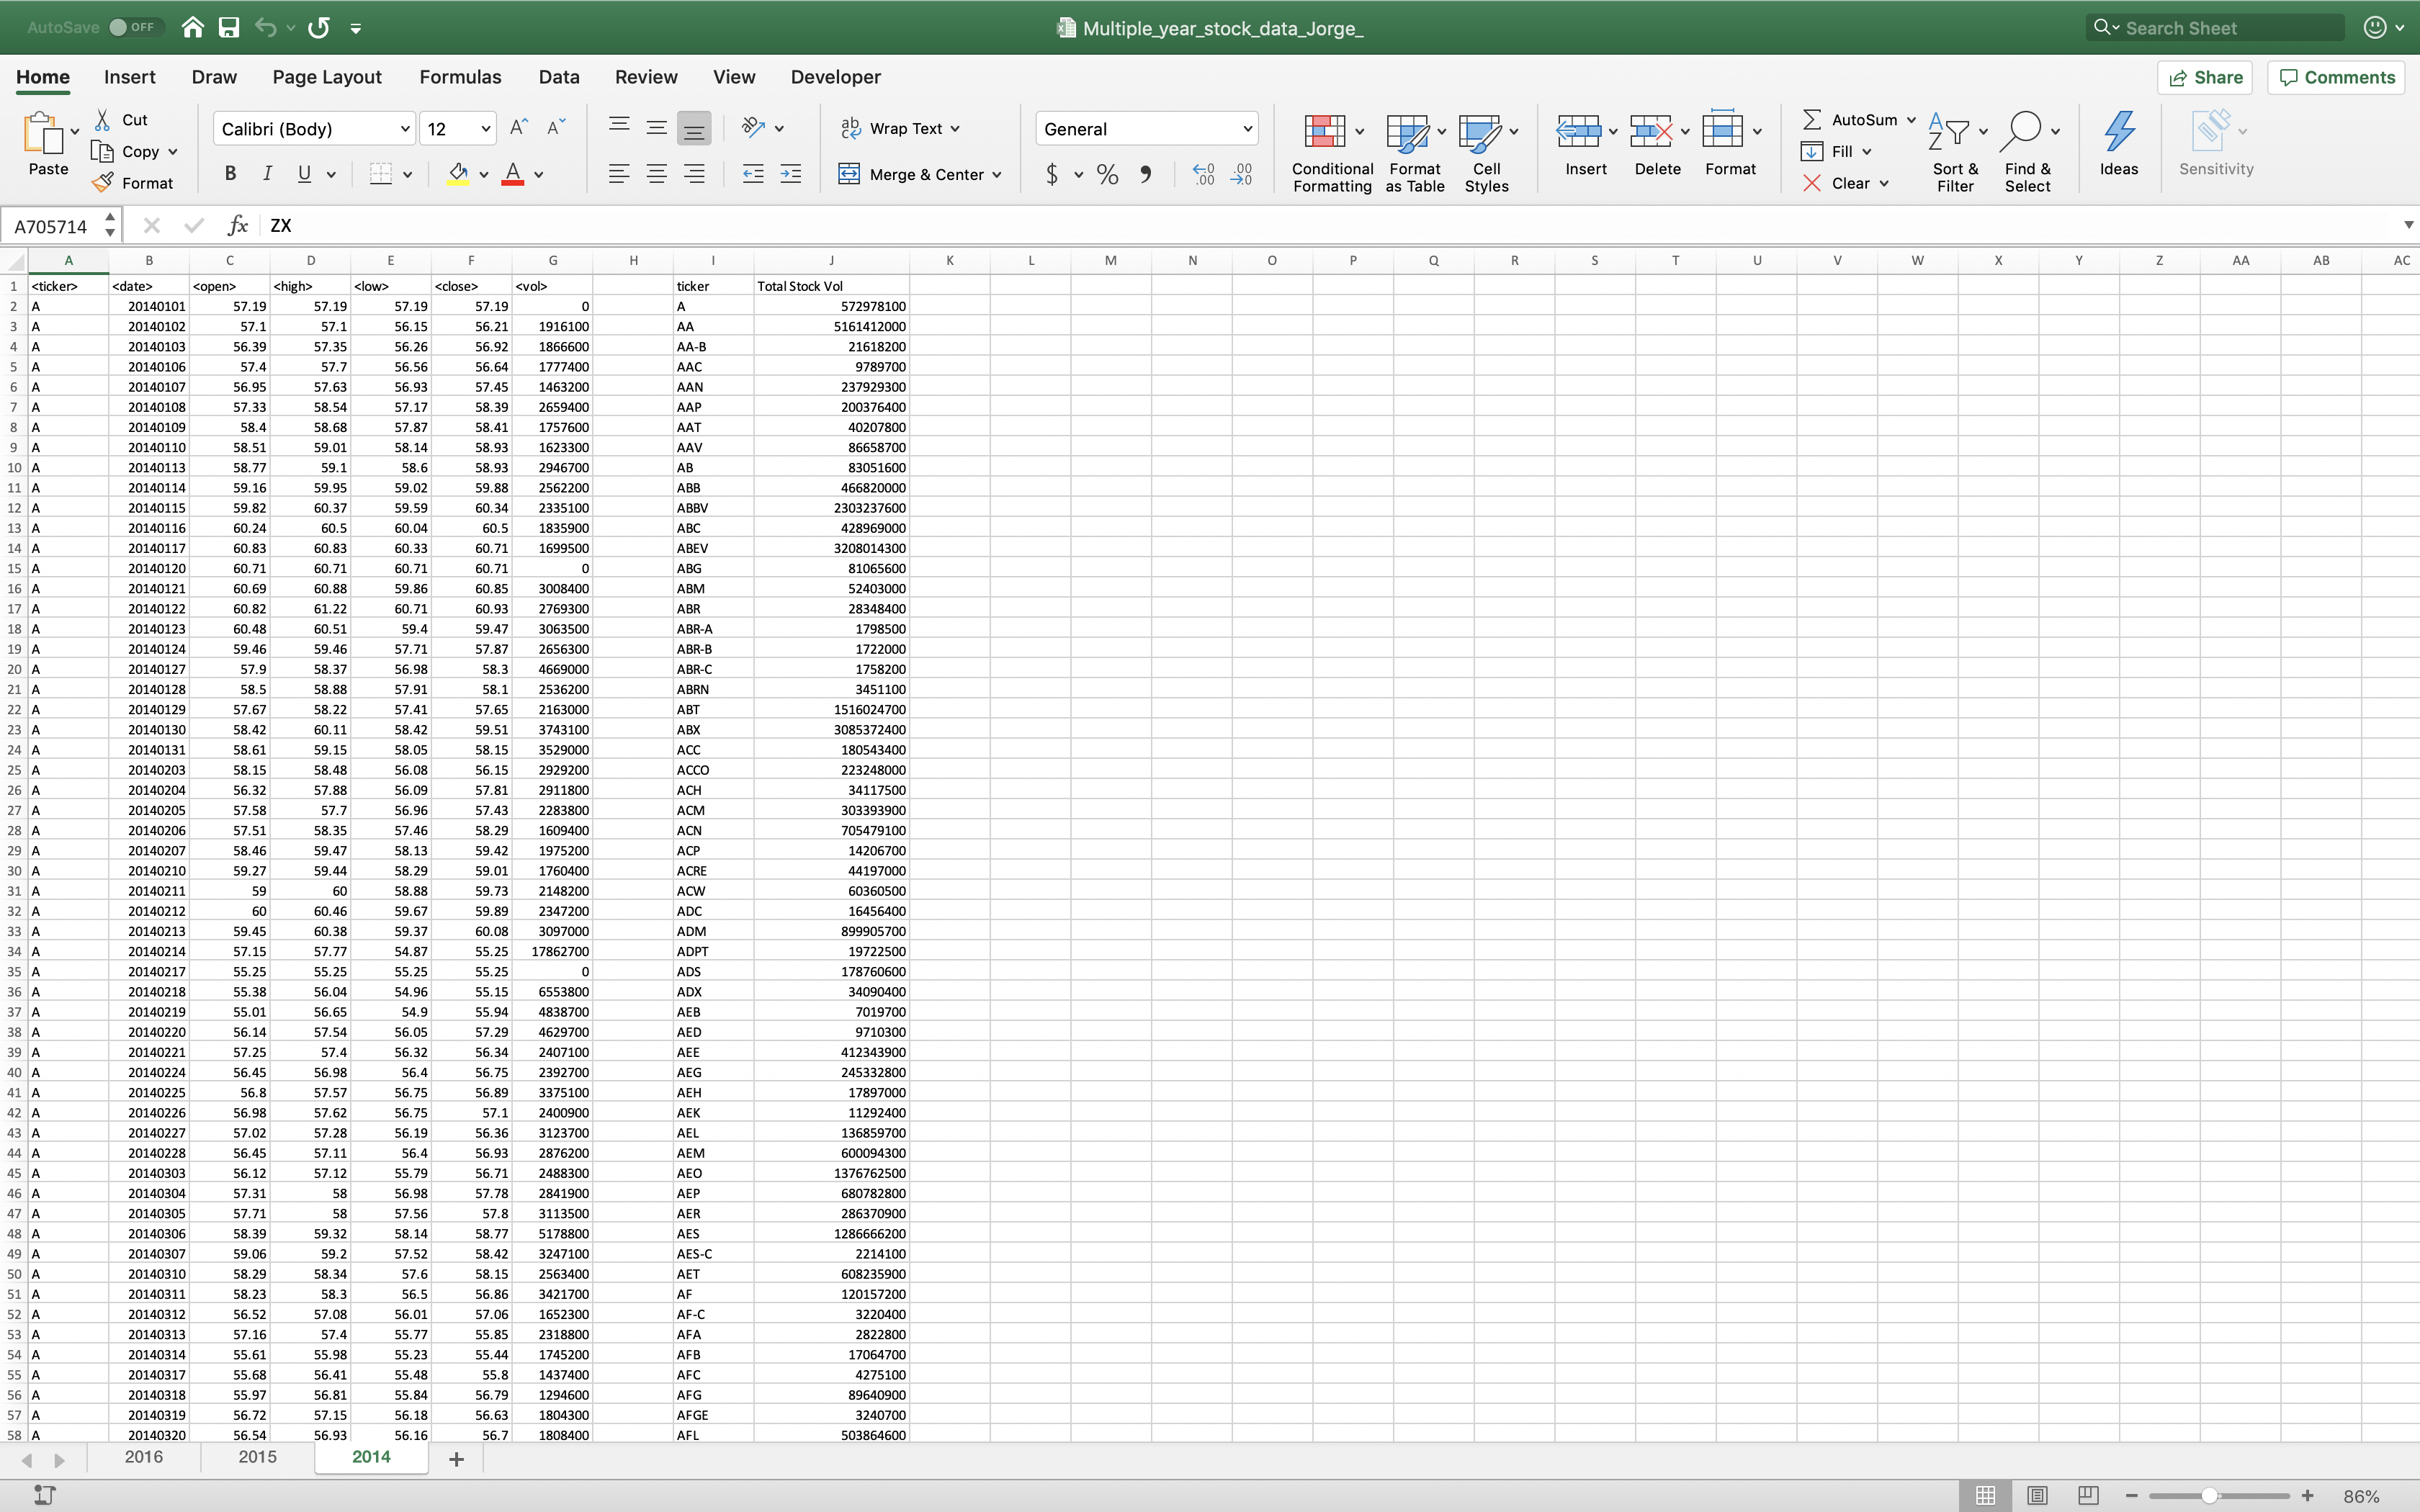 AutoSave OFF Multiple_year_stock_data_Jorge_ Search Sheet
Home Insert Draw Page Layout Formulas Data Review View Developer Share Comments
Paste Cut Copy Format Calibri (Body) 12 B I U A Wrap Text Merge & Center General $ % Conditional Formatting Format as Table Cell Styles Insert Delete Format AutoSum Fill Clear Sort & Filter Find & Select Ideas Sensitivity
A705714 fx ZX
A B C D E F G H I J K L M N O P Q R S T U V W X Y Z AA AB AC
1 <ticker> <date> <open> <high> <low> <close> <vol> ticker Total Stock Vol
2 A 20140101 57.19 57.19 57.19 57.19 0 A 572978100
3 A 20140102 57.1 57.1 56.15 56.21 1916100 AA 5161412000
4 A 20140103 56.39 57.35 56.26 56.92 1866600 AA-B 21618200
5 A 20140106 57.4 57.7 56.56 56.64 1777400 AAC 9789700
6 A 20140107 56.95 57.63 56.93 57.45 1463200 AAN 237929300
7 A 20140108 57.33 58.54 57.17 58.39 2659400 AAP 200376400
8 A 20140109 58.4 58.68 57.87 58.41 1757600 AAT 40207800
9 A 20140110 58.51 59.01 58.14 58.93 1623300 AAV 86658700
10 A 20140113 58.77 59.1 58.6 58.93 2946700 AB 83051600
11 A 20140114 59.16 59.95 59.02 59.88 2562200 ABB 466820000
12 A 20140115 59.82 60.37 59.59 60.34 2335100 ABBV 2303237600
13 A 20140116 60.24 60.5 60.04 60.5 1835900 ABC 428969000
14 A 20140117 60.83 60.83 60.33 60.71 1699500 ABEV 3208014300
15 A 20140120 60.71 60.71 60.71 60.71 0 ABG 81065600
16 A 20140121 60.69 60.88 59.86 60.85 3008400 ABM 52403000
17 A 20140122 60.82 61.22 60.71 60.93 2769300 ABR 28348400
18 A 20140123 60.48 60.51 59.4 59.47 3063500 ABR-A 1798500
19 A 20140124 59.46 59.46 57.71 57.87 2656300 ABR-B 1722000
20 A 20140127 57.9 58.37 56.98 58.3 4669000 ABR-C 1758200
21 A 20140128 58.5 58.88 57.91 58.1 2536200 ABRN 3451100
22 A 20140129 57.67 58.22 57.41 57.65 2163000 ABT 1516024700
23 A 20140130 58.42 60.11 58.42 59.51 3743100 ABX 3085372400
24 A 20140131 58.61 59.15 58.05 58.15 3529000 ACC 180543400
25 A 20140203 58.15 58.48 56.08 56.15 2929200 ACCO 223248000
26 A 20140204 56.32 57.88 56.09 57.81 2911800 ACH 34117500
27 A 20140205 57.58 57.7 56.96 57.43 2283800 ACM 303393900
28 A 20140206 57.51 58.35 57.46 58.29 1609400 ACN 705479100
29 A 20140207 58.46 59.47 58.13 59.42 1975200 ACP 14206700
30 A 20140210 59.27 59.44 58.29 59.01 1760400 ACRE 44197000
31 A 20140211 59 60 58.88 59.73 2148200 ACW 60360500
32 A 20140212 60 60.46 59.67 59.89 2347200 ADC 16456400
33 A 20140213 59.45 60.38 59.37 60.08 3097000 ADM 899905700
34 A 20140214 57.15 57.77 54.87 55.25 17862700 ADPT 19722500
35 A 20140217 55.25 55.25 55.25 55.25 0 ADS 178760600
36 A 20140218 55.38 56.04 54.96 55.15 6553800 ADX 34090400
37 A 20140219 55.01 56.65 54.9 55.94 4838700 AEB 7019700
38 A 20140220 56.14 57.54 56.05 57.29 4629700 AED 9710300
39 A 20140221 57.25 57.4 56.32 56.34 2407100 AEE 412343900
40 A 20140224 56.45 56.98 56.4 56.75 2392700 AEG 245332800
41 A 20140225 56.8 57.57 56.75 56.89 3375100 AEH 17897000
42 A 20140226 56.98 57.62 56.75 57.1 2400900 AEK 11292400
43 A 20140227 57.02 57.28 56.19 56.36 3123700 AEL 136859700
44 A 20140228 56.45 57.11 56.4 56.93 2876200 AEM 600094300
45 A 20140303 56.12 57.12 55.79 56.71 2488300 AEO 1376762500
46 A 20140304 57.31 58 56.98 57.78 2841900 AEP 680782800
47 A 20140305 57.71 58 57.56 57.8 3113500 AER 286370900
48 A 20140306 58.39 59.32 58.14 58.77 5178800 AES 1286666200
49 A 20140307 59.06 59.2 57.52 58.42 3247100 AES-C 2214100
50 A 20140310 58.29 58.34 57.6 58.15 2563400 AET 608235900
51 A 20140311 58.23 58.3 56.5 56.86 3421700 AF 120157200
52 A 20140312 56.52 57.08 56.01 57.06 1652300 AF-C 3220400
53 A 20140313 57.16 57.4 55.77 55.85 2318800 AFA 2822800
54 A 20140314 55.61 55.98 55.23 55.44 1745200 AFB 17064700
55 A 20140317 55.68 56.41 55.48 55.8 1437400 AFC 4275100
56 A 20140318 55.97 56.81 55.84 56.79 1294600 AFG 89640900
57 A 20140319 56.72 57.15 56.18 56.63 1804300 AFGE 3240700
58 A 20140320 56.54 56.93 56.16 56.7 1808400 AFL 503864600
2016 2015 2014 +
86%